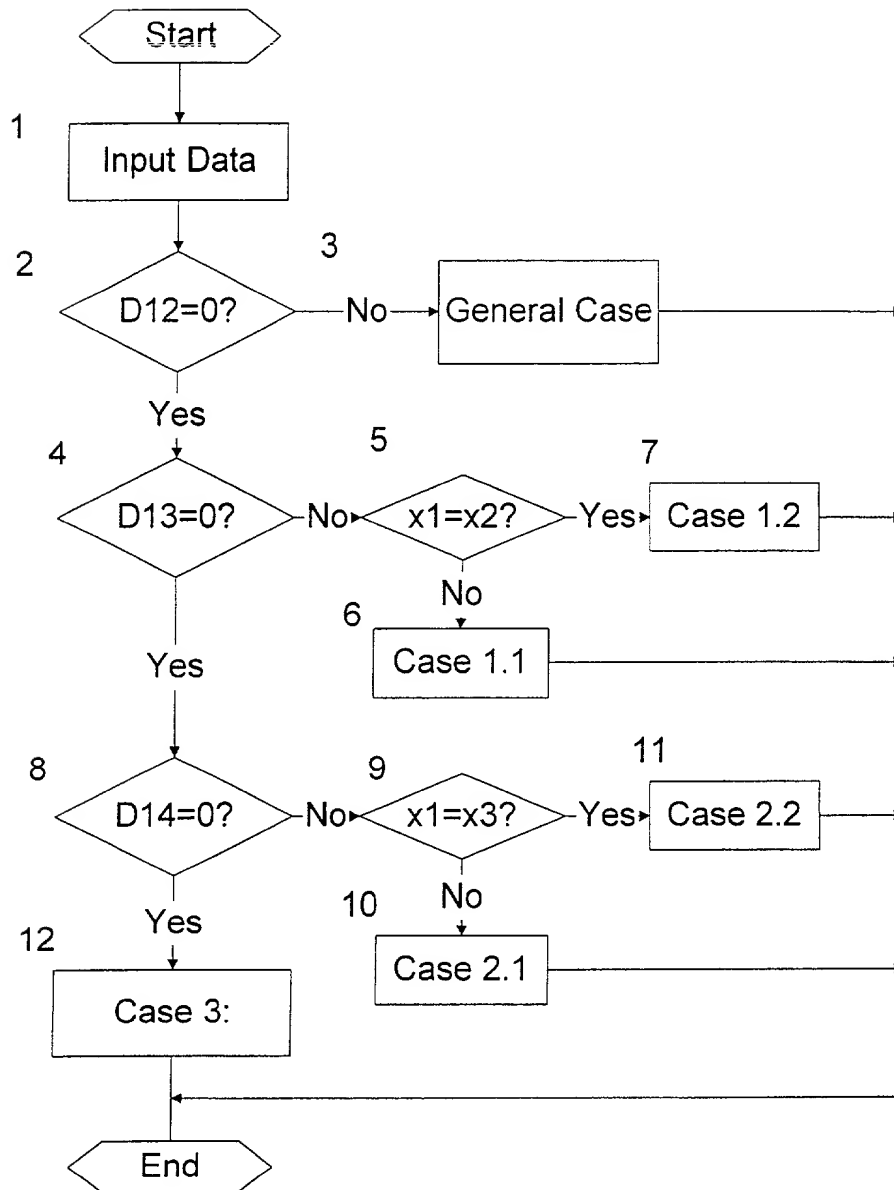 Start
1
Input Data
2
3
D12=0?
No
General Case
Yes
4
5
7
D13=0?
No
x1=x2?
Yes
Case 1.2
No
6
Case 1.1
Yes
8
9
11
D14=0?
No
x1=x3?
Yes
Case 2.2
No
10
Yes
12
Case 2.1
Case 3:
End